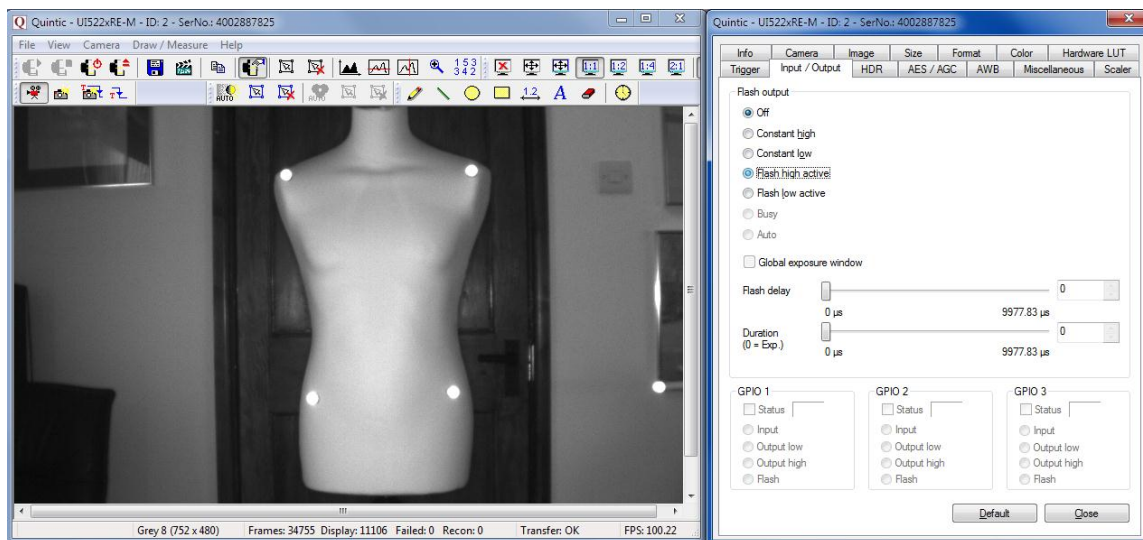 Quintic - UI522xRE-M - ID: 2 - SerNo.: 4002887825
File View Camera Draw / Measure Help
1 5 3
3 4 2
1:1 1:2 1:4 2:1
AUTO 1.2 A
Grey 8 (752 x 480) Frames: 34755 Display: 11106 Failed: 0 Recon: 0 Transfer: OK FPS: 100.22
Quintic - UI522xRE-M - ID: 2 - SerNo.: 4002887825
Info Camera Image Size Format Color Hardware LUT
Trigger Input / Output HDR AES / AGC AWB Miscellaneous Scaler
Flash output
Off
Constant high
Constant low
Flash high active
Flash low active
Busy
Auto
Global exposure window
Flash delay 0
0 µs 9977.83 µs
Duration
(0 = Exp.) 0
0 µs 9977.83 µs
GPIO 1 GPIO 2 GPIO 3
Status Status Status
Input Input Input
Output low Output low Output low
Output high Output high Output high
Flash Flash Flash
Default Close